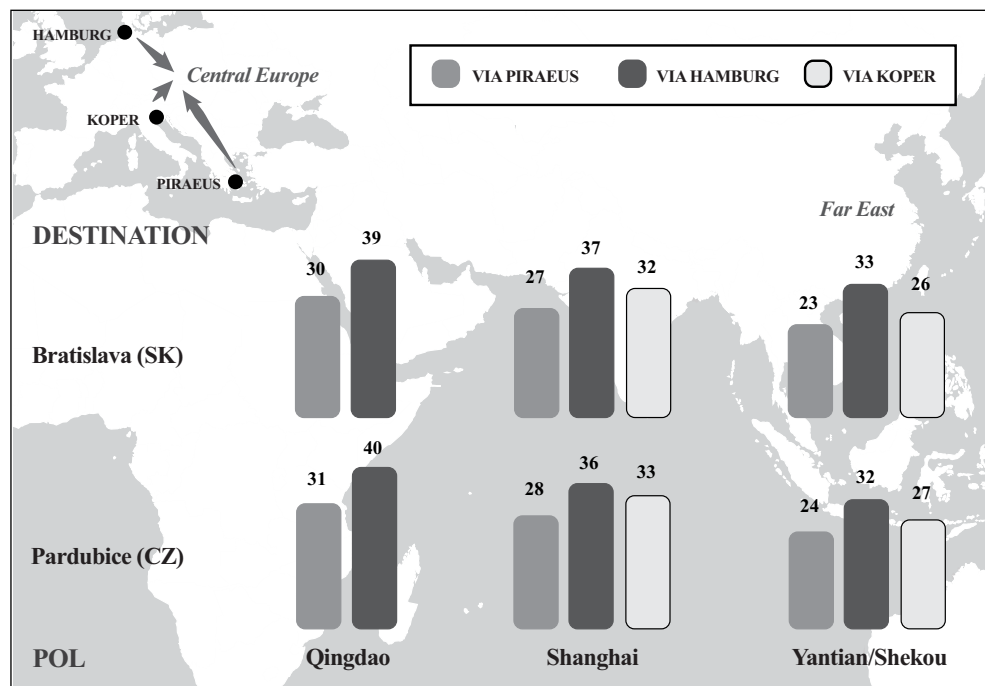 HAMBURG
Central Europe
VIA PIRAEUS
VIA HAMBURG
VIA KOPER
KOPER
PIRAEUS
Far East
DESTINATION
30
39
27
37
32
23
33
26
Bratislava (SK)
31
40
28
36
33
24
32
27
Pardubice (CZ)
POL
Qingdao
Shanghai
Yantian/Shekou